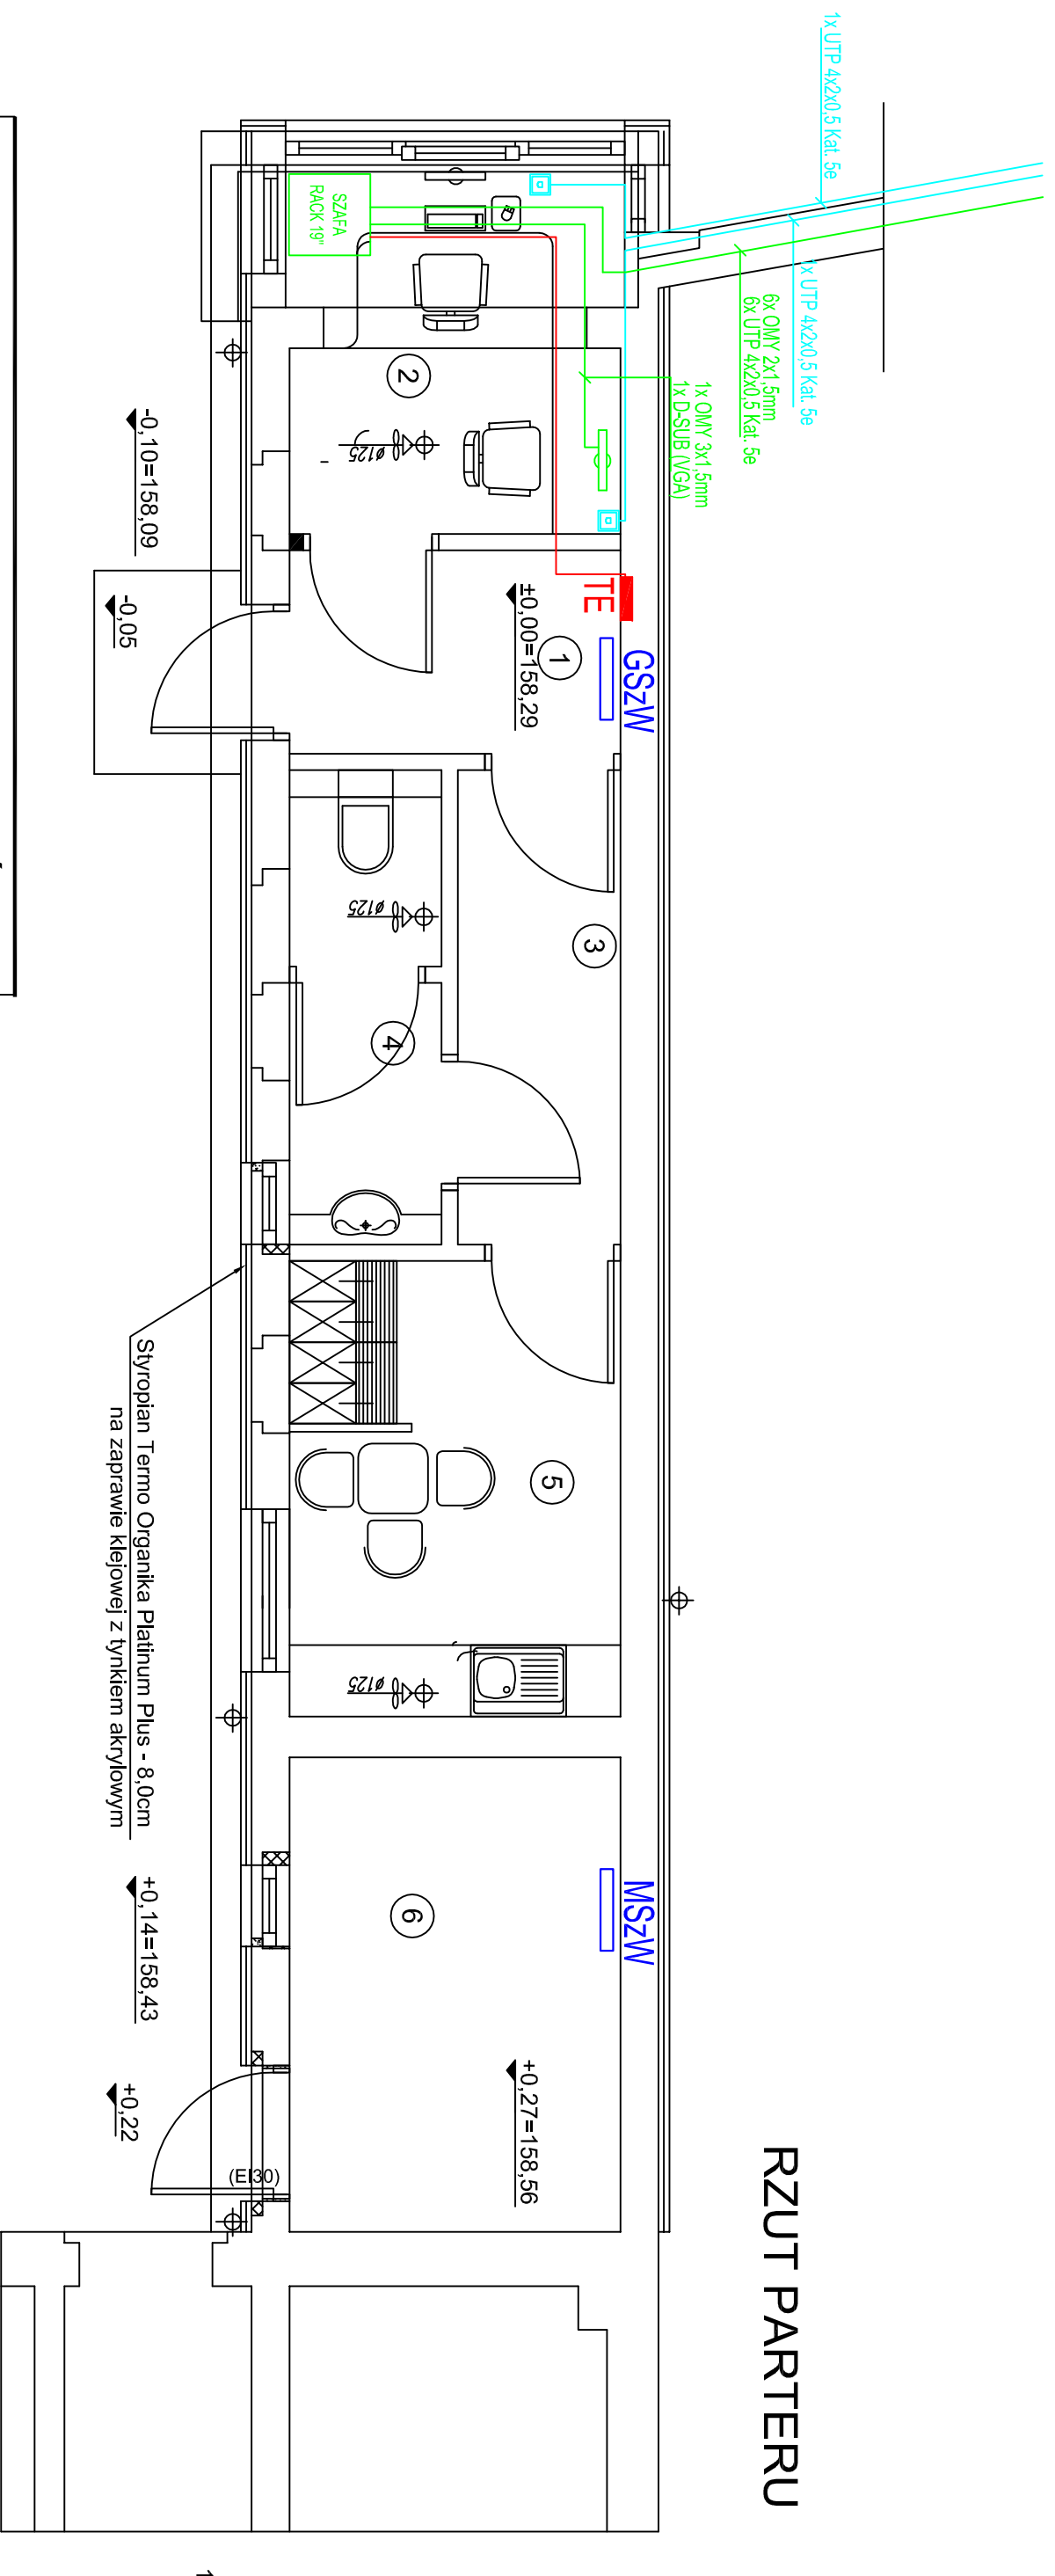 RZUT PARTERU
1x UTP 4x2x0,5 Kat. 5e
1x UTP 4x2x0,5 Kat. 5e
6x OMY 2x1,5mm
6x UTP 4x2x0,5 Kat. 5e
1x OMY 3x1,5mm
1x D-SUB (VGA)
SZAFA
RACK 19"
TE
GSzW
MSzW
±0,00=158,29
+0,27=158,56
1
2
3
4
5
6
ø125
ø125
ø125
-0,10=158,09
-0,05
Styropian Termo Organika Platinum Plus - 8,0cm
na zaprawie klejowej z tynkiem akrylowym
+0,14=158,43
+0,22
(EI30)